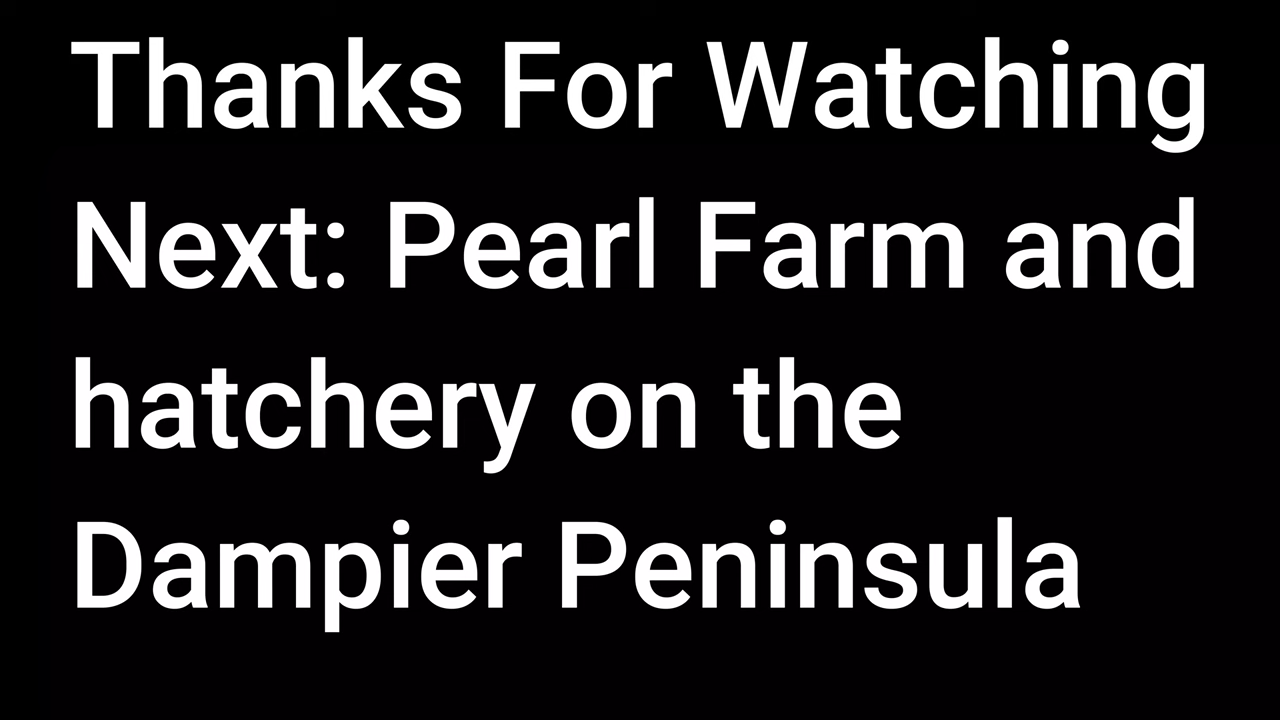 Thanks For Watching
Next: Pearl Farm and
hatchery on the
Dampier Peninsula